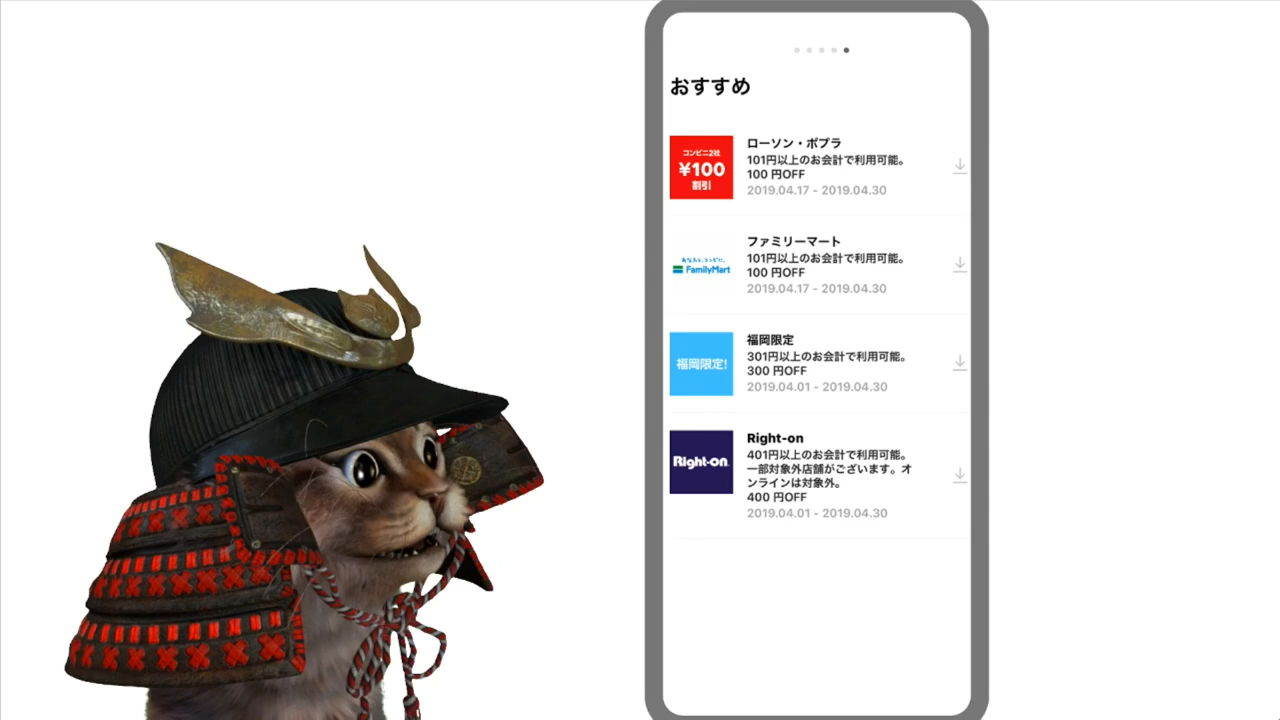 おすすめ
コンビニ2社
¥100
割引
ローソン・ポプラ
101円以上のお会計で利用可能。
100 円OFF
2019.04.17 - 2019.04.30
あなたと、コンビに、
FamilyMart
ファミリーマート
101円以上のお会計で利用可能。
100 円OFF
2019.04.17 - 2019.04.30
福岡限定!
福岡限定
301円以上のお会計で利用可能。
300 円OFF
2019.04.01 - 2019.04.30
Right-on
Right-on
401円以上のお会計で利用可能。
一部対象外店舗がございます。オ
ンラインは対象外。
400 円OFF
2019.04.01 - 2019.04.30